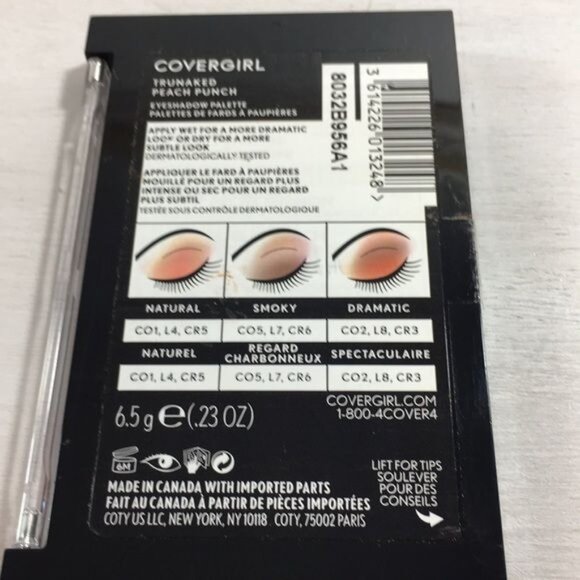 COVERGIRL
TRUNAKED
PEACH PUNCH
EYESHADOW PALETTE
PALETTES DE FARDS À PAUPIÈRES
APPLY WET FOR A MORE DRAMATIC
LOOK OR DRY FOR A MORE
SUBTLE LOOK
DERMATOLOGICALLY TESTED
APPLIQUER LE FARD À PAUPIÈRES
MOUILLÉ POUR UN REGARD PLUS
INTENSE OU SEC POUR UN REGARD
PLUS SUBTIL
TESTÉE SOUS CONTRÔLE DERMATOLOGIQUE
8032B956A1
3 614226 013248 >
NATURAL SMOKY DRAMATIC
CO1, L4, CR5 CO5, L7, CR6 CO2, L8, CR3
NATUREL REGARD CHARBONNEUX SPECTACULAIRE
CO1, L4, CR5 CO5, L7, CR6 CO2, L8, CR3
6.5 g e (.23 OZ)
COVERGIRL.COM
1-800-4COVER4
6M
MADE IN CANADA WITH IMPORTED PARTS
FAIT AU CANADA À PARTIR DE PIÈCES IMPORTÉES
COTY US LLC, NEW YORK, NY 10118 COTY, 75002 PARIS
LIFT FOR TIPS
SOULEVER
POUR DES
CONSEILS